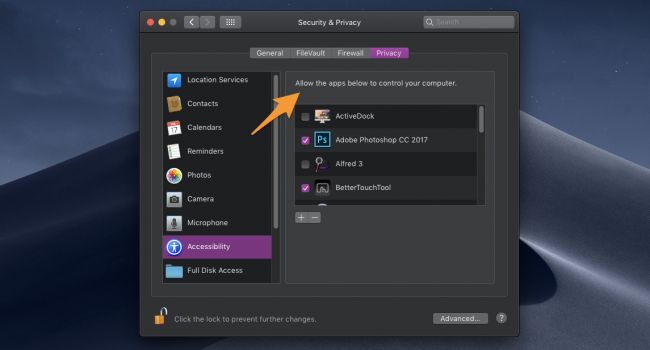 Security & Privacy
Search
General
FileVault
Firewall
Privacy
Location Services
Contacts
17
Calendars
Reminders
Photos
Camera
Microphone
Accessibility
Full Disk Access
Allow the apps below to control your computer.
ActiveDock
Ps
Adobe Photoshop CC 2017
Alfred 3
BetterTouchTool
+ −
Click the lock to prevent further changes.
Advanced...
?